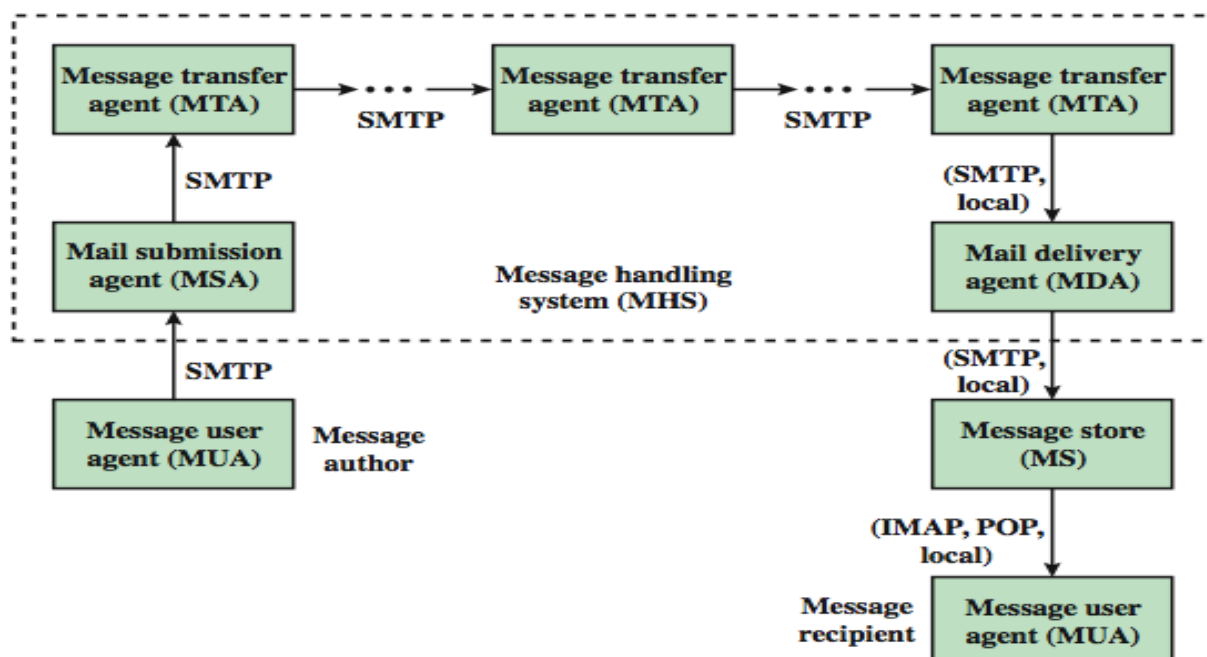 Message transfer
agent (MTA)
SMTP
Message transfer
agent (MTA)
SMTP
Message transfer
agent (MTA)
SMTP
(SMTP,
local)
Mail submission
agent (MSA)
Message handling
system (MHS)
Mail delivery
agent (MDA)
SMTP
(SMTP,
local)
Message user
agent (MUA)
Message
author
Message store
(MS)
(IMAP, POP,
local)
Message
recipient
Message user
agent (MUA)